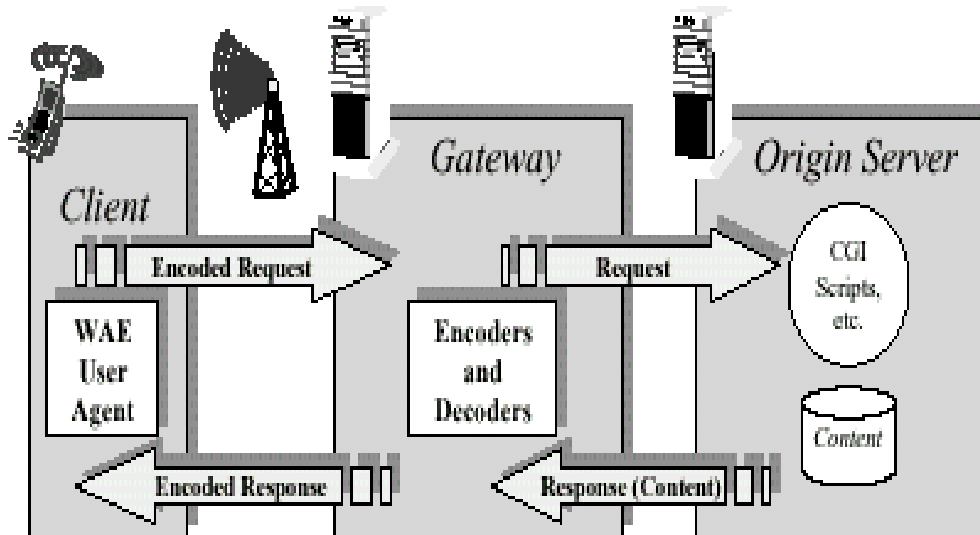 Client
Gateway
Origin Server
Encoded Request
Request
CGI
Scripts,
etc.
WAE
User
Agent
Encoders
and
Decoders
Content
Encoded Response
Response (Content)